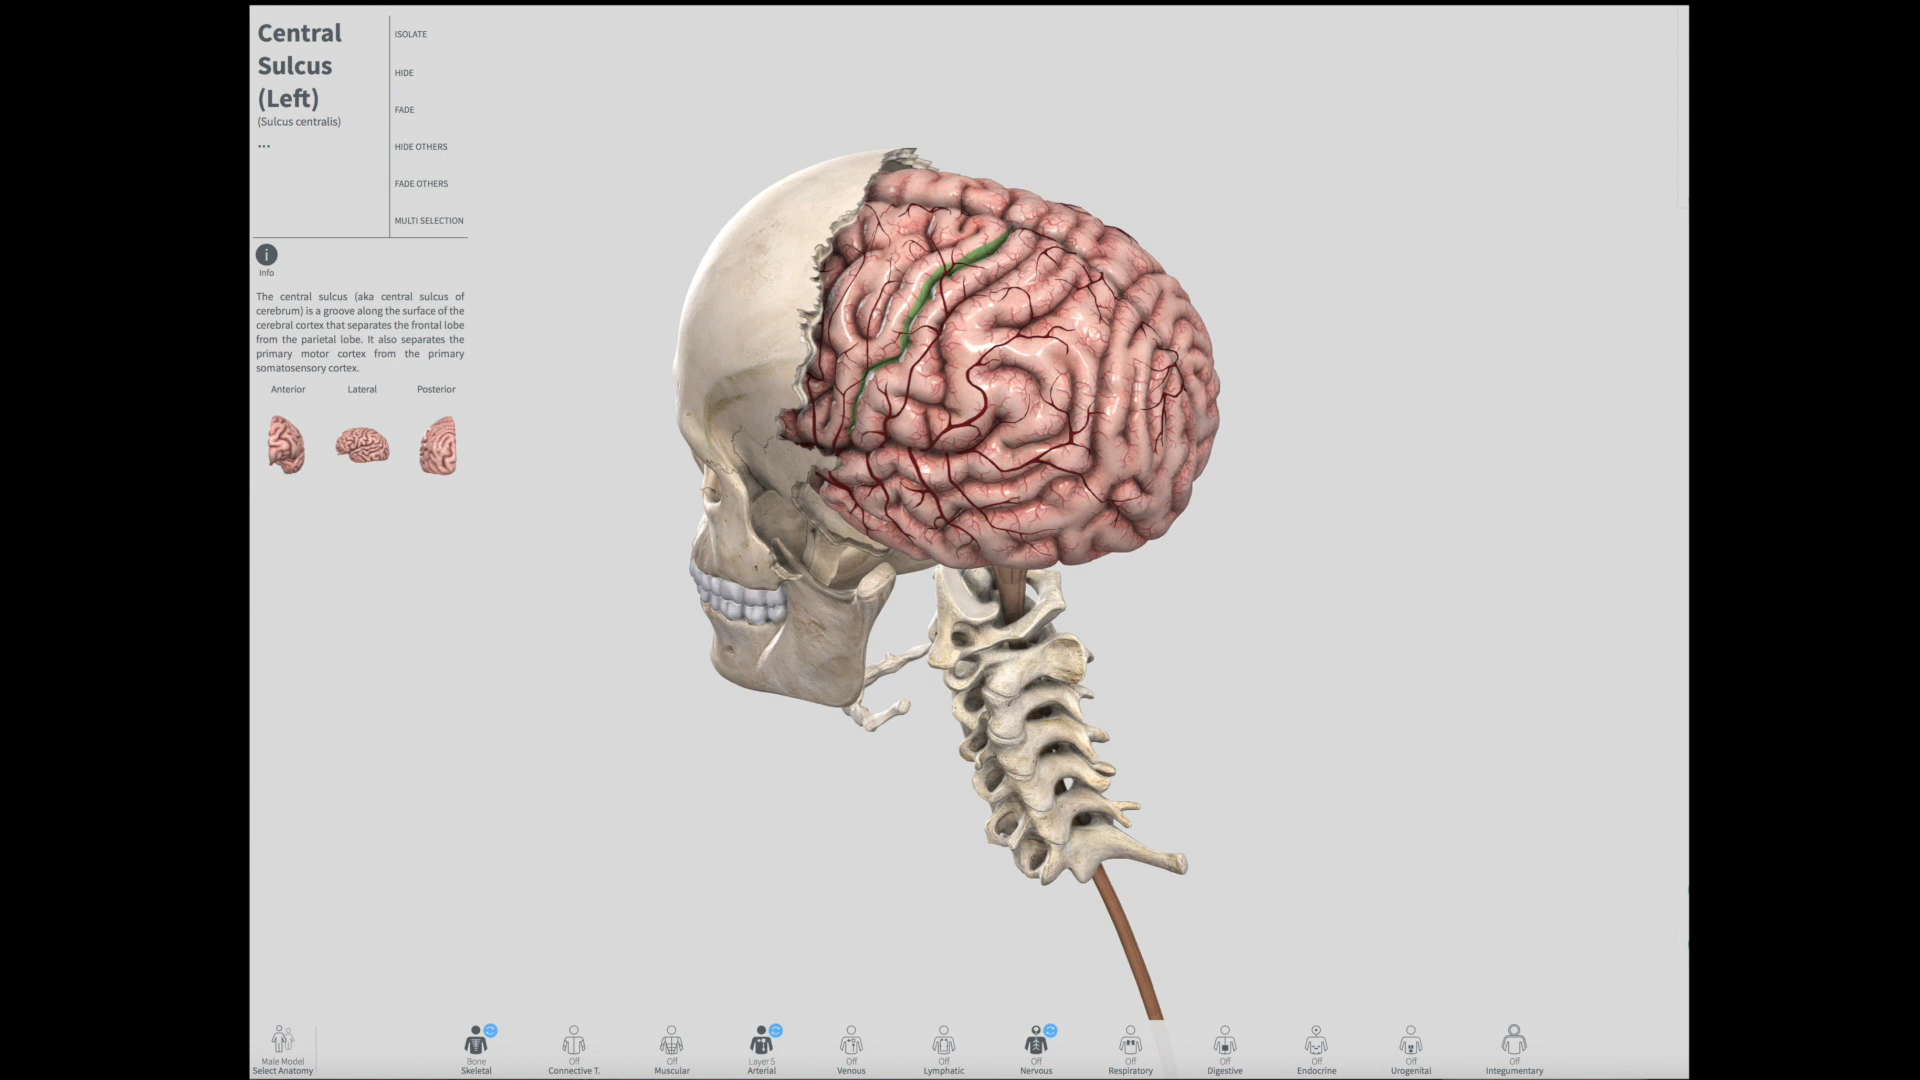 Central
Sulcus
(Left)
(Sulcus centralis)
...
ISOLATE
HIDE
FADE
HIDE OTHERS
FADE OTHERS
MULTI SELECTION
i
Info
The central sulcus (aka central sulcus of
cerebrum) is a groove along the surface of the
cerebral cortex that separates the frontal lobe
from the parietal lobe. It also separates the
primary motor cortex from the primary
somatosensory cortex.
Anterior Lateral Posterior
Male Model Bone Off Off Layer 5 Off Off Off Off Off Off Off Off
Select Anatomy Skeletal Connective T. Muscular Arterial Venous Lymphatic Nervous Respiratory Digestive Endocrine Urogenital Integumentary